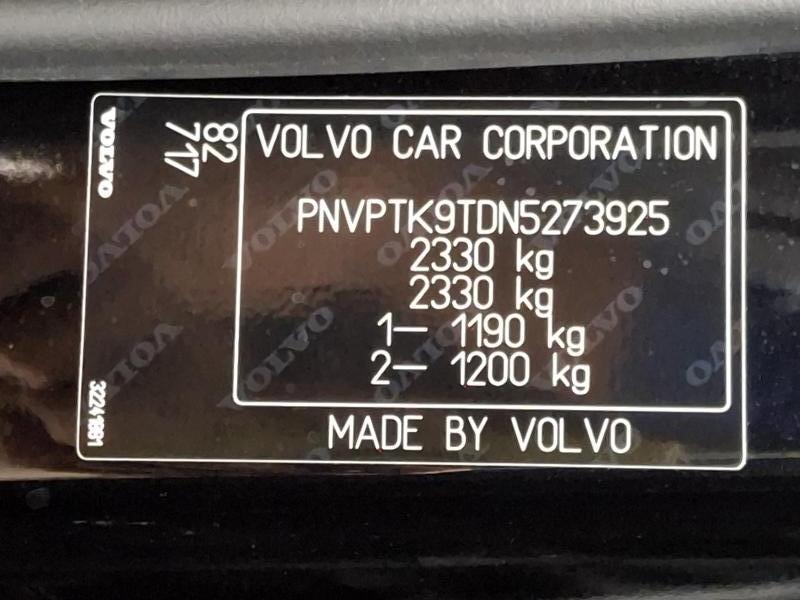 VOLVO
82
717
VOLVO CAR CORPORATION
PNVPTK9TDN5273925
2330 kg
2330 kg
1– 1190 kg
2– 1200 kg
MADE BY VOLVO